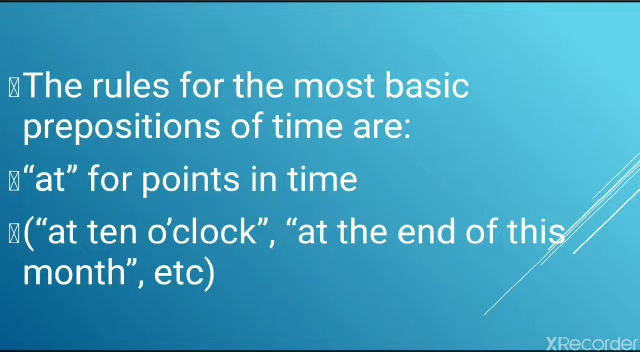 The rules for the most basic
prepositions of time are:
“at” for points in time
(“at ten o’clock”, “at the end of this
month”, etc)
XRecorder